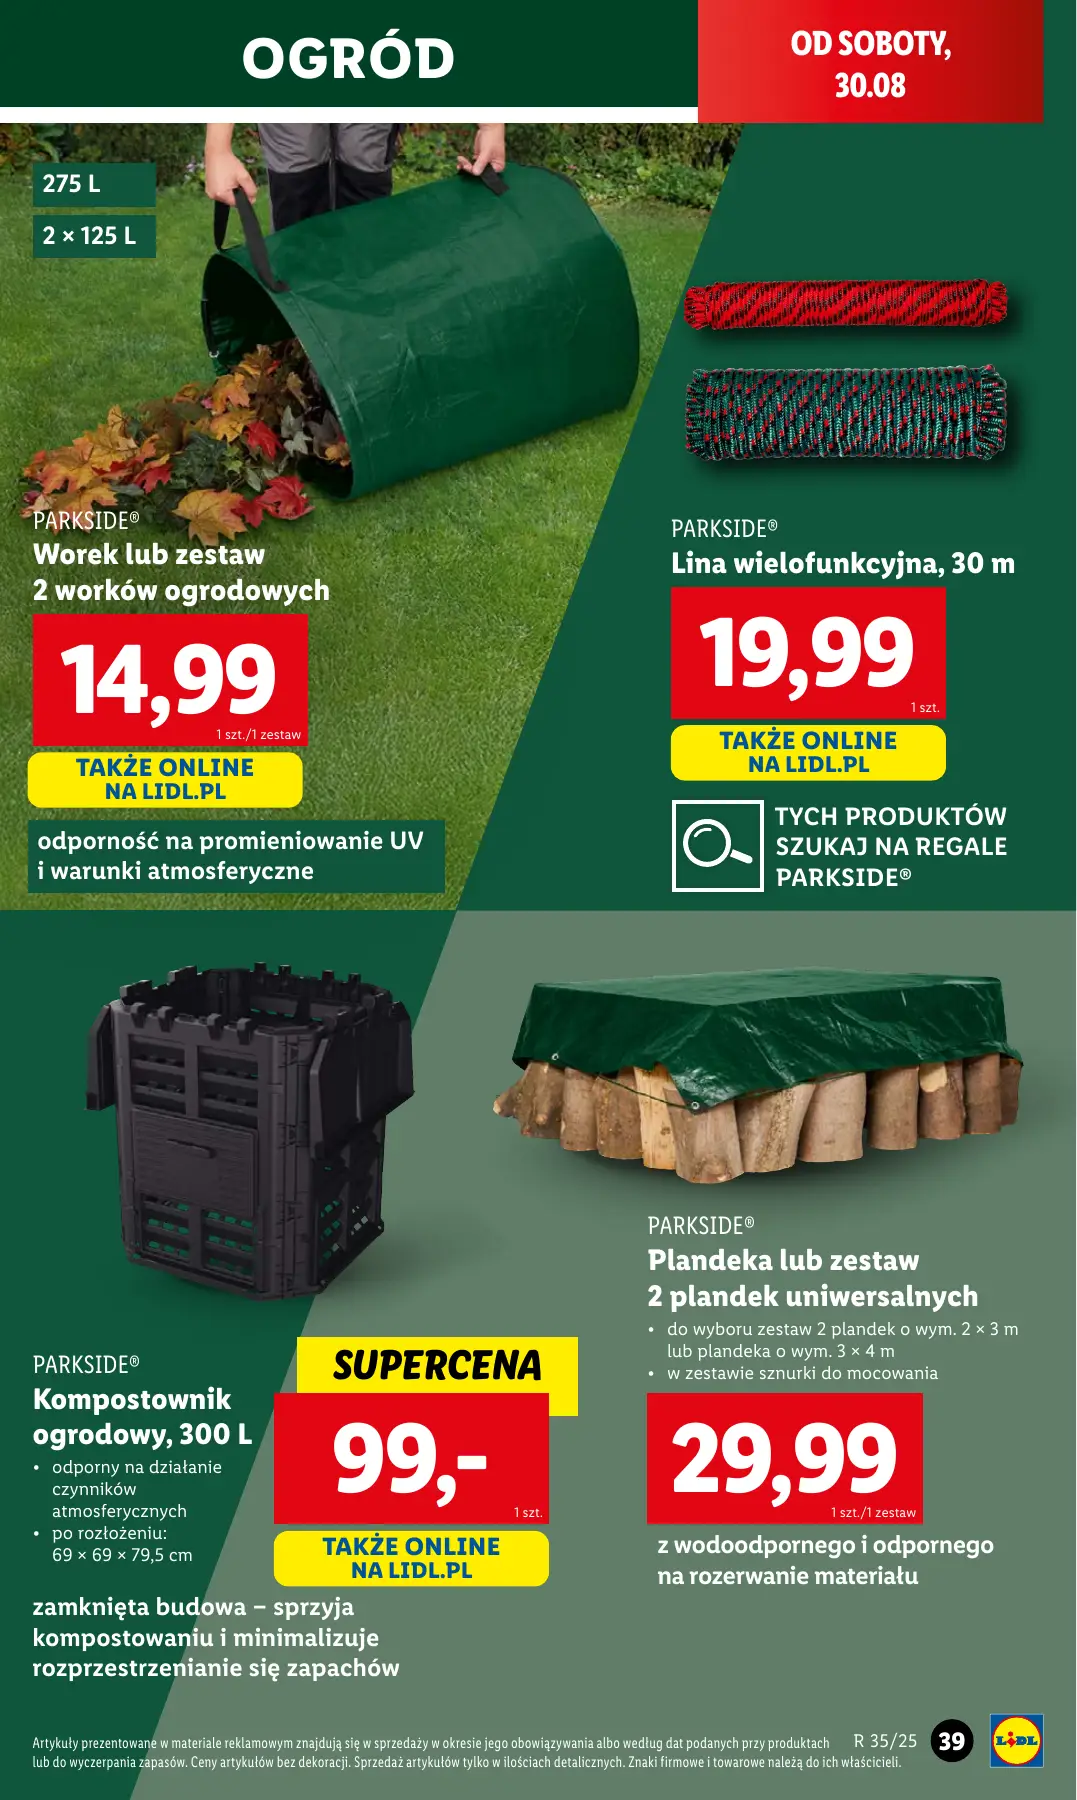 OGRÓD
OD SOBOTY,
30.08
275 L
2 × 125 L
PARKSIDE®
Worek lub zestaw
2 worków ogrodowych
14,99
1 szt./1 zestaw
TAKŻE ONLINE
NA LIDL.PL
odporność na promieniowanie UV
i warunki atmosferyczne
PARKSIDE®
Lina wielofunkcyjna, 30 m
19,99
1 szt.
TAKŻE ONLINE
NA LIDL.PL
TYCH PRODUKTÓW
SZUKAJ NA REGALE
PARKSIDE®
PARKSIDE®
Kompostownik
ogrodowy, 300 L
• odporny na działanie
czynników
atmosferycznych
• po rozłożeniu:
69 × 69 × 79,5 cm
SUPERCENA
99,-
1 szt.
TAKŻE ONLINE
NA LIDL.PL
zamknięta budowa – sprzyja
kompostowaniu i minimalizuje
rozprzestrzenianie się zapachów
PARKSIDE®
Plandeka lub zestaw
2 plandek uniwersalnych
• do wyboru zestaw 2 plandek o wym. 2 × 3 m
lub plandeka o wym. 3 × 4 m
• w zestawie sznurki do mocowania
29,99
1 szt./1 zestaw
z wodoodpornego i odpornego
na rozerwanie materiału
Artykuły prezentowane w materiale reklamowym znajdują się w sprzedaży w okresie jego obowiązywania albo według dat podanych przy produktach
lub do wyczerpania zapasów. Ceny artykułów bez dekoracji. Sprzedaż artykułów tylko w ilościach detalicznych. Znaki firmowe i towarowe należą do ich właścicieli.
R 35/25
39
LIDL